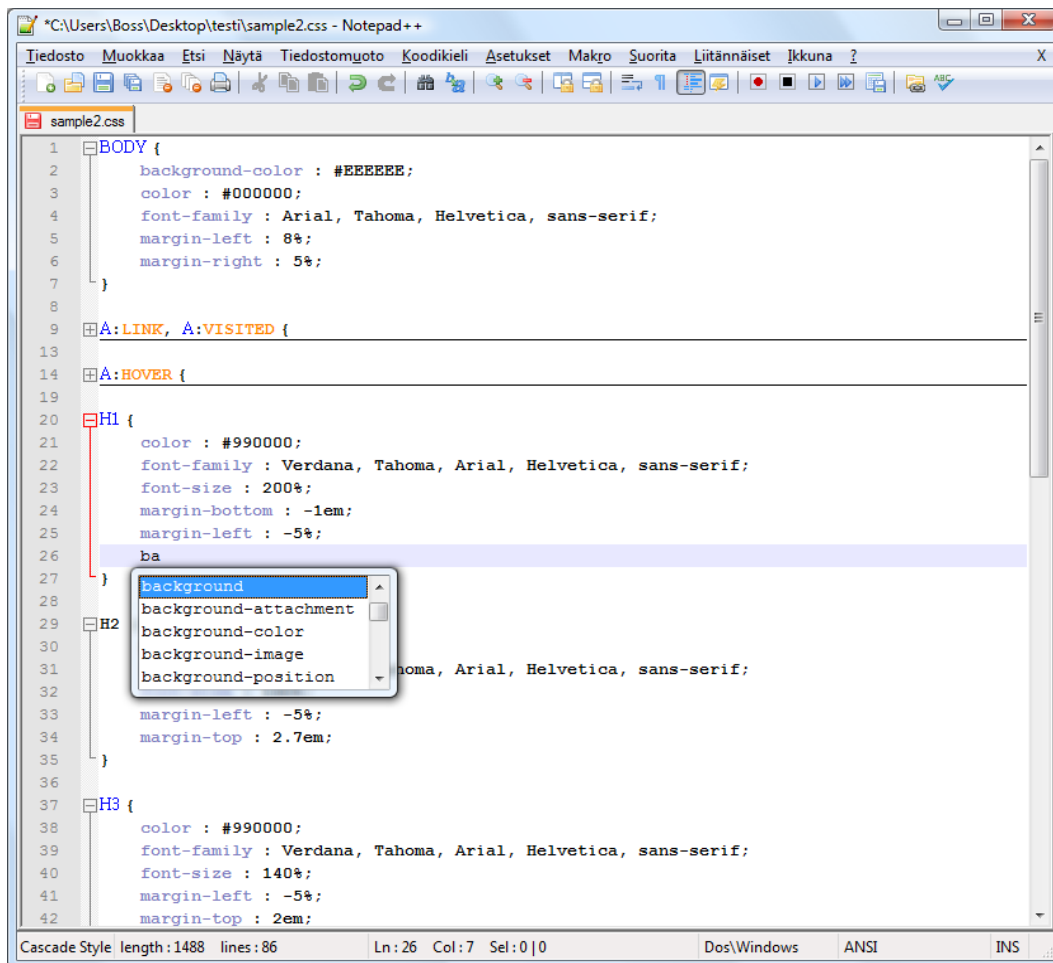 *C:\Users\Boss\Desktop\testi\sample2.css - Notepad++
Tiedosto Muokkaa Etsi Näytä Tiedostomuoto Koodikieli Asetukset Makro Suorita Liitännäiset Ikkuna ? X
ABC
sample2.css
1 BODY {
2 background-color : #EEEEEE;
3 color : #000000;
4 font-family : Arial, Tahoma, Helvetica, sans-serif;
5 margin-left : 8%;
6 margin-right : 5%;
7 }
8
9 A:LINK, A:VISITED {
13
14 A:HOVER {
19
20 H1 {
21 color : #990000;
22 font-family : Verdana, Tahoma, Arial, Helvetica, sans-serif;
23 font-size : 200%;
24 margin-bottom : -1em;
25 margin-left : -5%;
26 ba
27 }
background
28
background-attachment
29 H2
background-color
30
background-image
31 homa, Arial, Helvetica, sans-serif;
background-position
32
33 margin-left : -5%;
34 margin-top : 2.7em;
35 }
36
37 H3 {
38 color : #990000;
39 font-family : Verdana, Tahoma, Arial, Helvetica, sans-serif;
40 font-size : 140%;
41 margin-left : -5%;
42 margin-top : 2em;
Cascade Style length : 1488 lines : 86 Ln : 26 Col : 7 Sel : 0 | 0 Dos\Windows ANSI INS